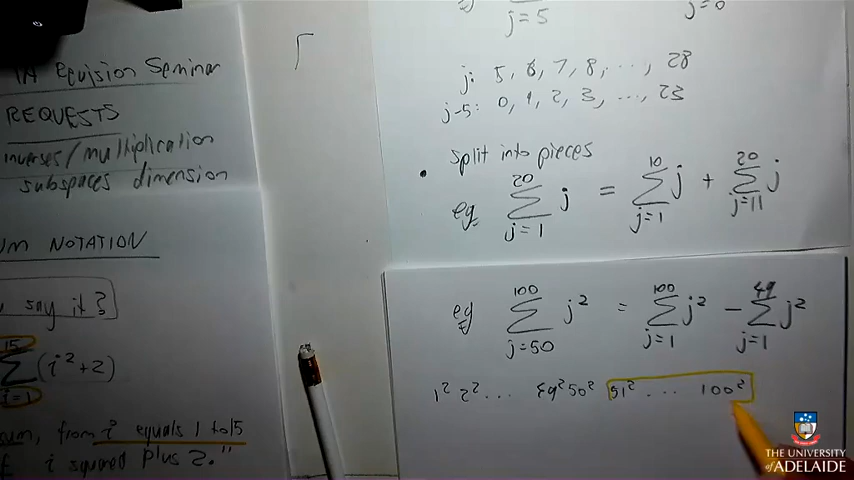 1A Revision Seminar
REQUESTS
inverses/multiplication
subspaces dimension
UM NOTATION
say it?
15
∑ (i² + 2)
i=1
sum, from i equals 1 to 15
i squared plus 2."
j=5
j=0
j: 5, 6, 7, 8, ..., 28
j-5: 0, 1, 2, 3, ..., 23
• split into pieces
20 10 20
eg ∑ j = ∑ j + ∑ j
j=1 j=1 j=11
100 100 49
eg ∑ j² = ∑ j² - ∑ j²
j=50 j=1 j=1
1² 2² ... 49² 50² 51² ... 100²
THE UNIVERSITY
of ADELAIDE